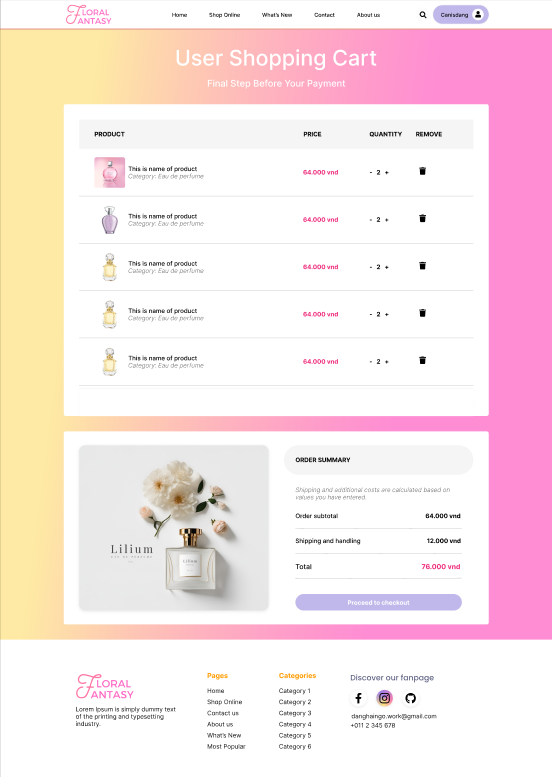 FLORAL
FANTASY
Home
Shop Online
What's New
Contact
About us
Cenisdang
User Shopping Cart
Final Step Before Your Payment
PRODUCT
PRICE
QUANTITY
REMOVE
This is name of product
Category: Eau de perfume
64.000 vnd
- 2 +
This is name of product
Category: Eau de perfume
64.000 vnd
- 2 +
This is name of product
Category: Eau de perfume
64.000 vnd
- 2 +
This is name of product
Category: Eau de perfume
64.000 vnd
- 2 +
This is name of product
Category: Eau de perfume
64.000 vnd
- 2 +
Lilium
EAU DE PARFUM
Lilium
ORDER SUMMARY
Shipping and additional costs are calculated based on
values you have entered.
Order subtotal
64.000 vnd
Shipping and handling
12.000 vnd
Total
76.000 vnd
Proceed to checkout
FLORAL
FANTASY
Lorem Ipsum is simply dummy text
of the printing and typesetting
industry.
Pages
Home
Shop Online
Contact us
About us
What's New
Most Popular
Categories
Category 1
Category 2
Category 3
Category 4
Category 5
Category 6
Discover our fanpage
danghaingo.work@gmail.com
+011 2 345 678